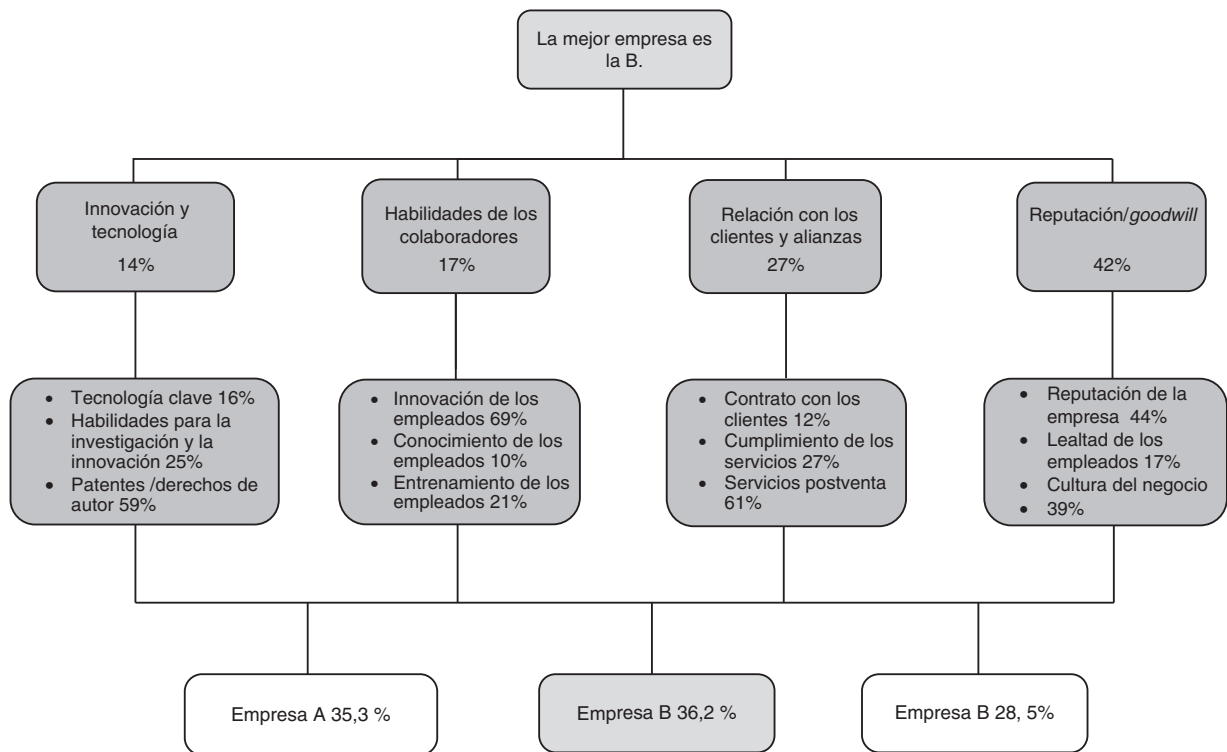 La mejor empresa es
la B.
Innovación y
tecnología
14%
Habilidades de los
colaboradores
17%
Relación con los
clientes y alianzas
27%
Reputación/goodwill
42%
• Tecnología clave 16%
• Habilidades para la
investigación y la
innovación 25%
• Patentes /derechos de
autor 59%
• Innovación de los
empleados 69%
• Conocimiento de los
empleados 10%
• Entrenamiento de los
empleados 21%
• Contrato con los
clientes 12%
• Cumplimiento de los
servicios 27%
• Servicios postventa
61%
• Reputación de la
empresa 44%
• Lealtad de los
empleados 17%
• Cultura del negocio
• 39%
Empresa A 35,3 %
Empresa B 36,2 %
Empresa B 28, 5%